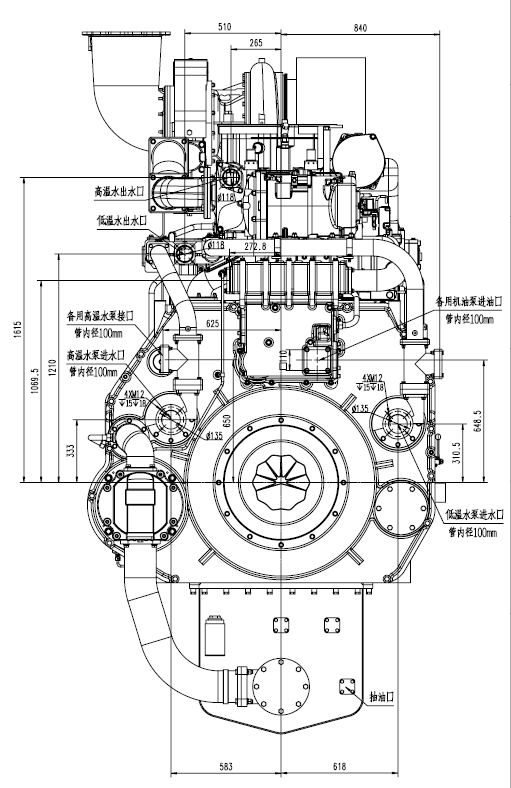 510
840
265
高温水出水口
Ø118
低温水出水口
Ø118
272.8
备用高温水泵接口
管内径100mm
625
备用机油泵进油口
管内径100mm
高温水泵进水口
管内径100mm
110
4XM12
↧15↧18
4XM12
↧15↧18
Ø135
Ø135
1615
1210
1069.5
333
650
648.5
310.5
低温水泵进水口
管内径100mm
抽油口
583
618